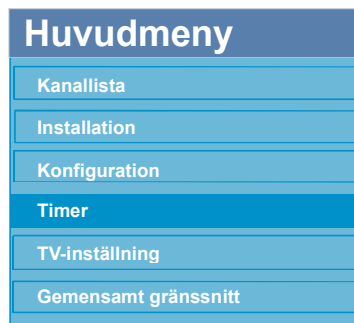 Huvudmeny
Kanallista
Installation
Konfiguration
Timer
TV-inställning
Gemensamt gränssnitt